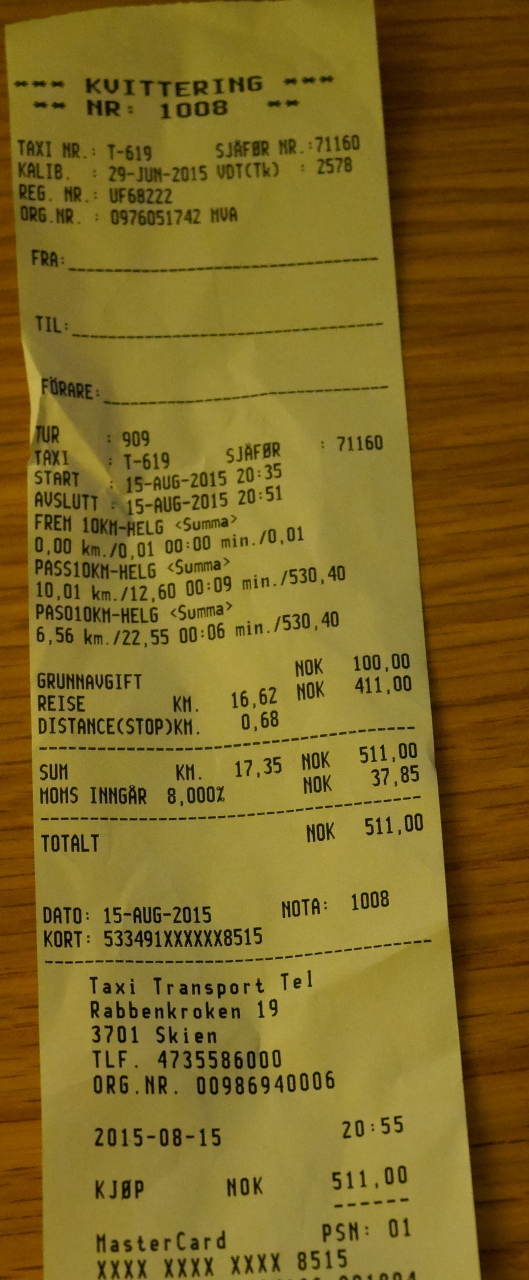 *** KVITTERING ***
** NR: 1008 **
TAXI NR.: T-619 SJÅFØR NR.:71160
KALIB. : 29-JUN-2015 VDT(Tk) : 2578
REG. NR.: UF68222
ORG.NR. : 0976051742 MVA
FRA:
TIL:
FÖRARE:
TUR : 909
TAXI : T-619 SJÅFØR : 71160
START : 15-AUG-2015 20:35
AVSLUTT : 15-AUG-2015 20:51
FREM 10KM-HELG <Summa>
0,00 km./0,01 00:00 min./0,01
PASS10KM-HELG <Summa>
10,01 km./12,60 00:09 min./530,40
PASO10KM-HELG <Summa>
6,56 km./22,55 00:06 min./530,40
GRUNNAVGIFT NOK 100,00
REISE KM. 16,62 NOK 411,00
DISTANCE(STOP)KM. 0,68
SUM KM. 17,35 NOK 511,00
MOMS INNGÅR 8,000% NOK 37,85
TOTALT NOK 511,00
DATO: 15-AUG-2015 NOTA: 1008
KORT: 533491XXXXXX8515
Taxi Transport Tel
Rabbenkroken 19
3701 Skien
TLF. 4735586000
ORG.NR. 00986940006
2015-08-15 20:55
KJØP NOK 511,00
MasterCard PSN: 01
XXXX XXXX XXXX 8515